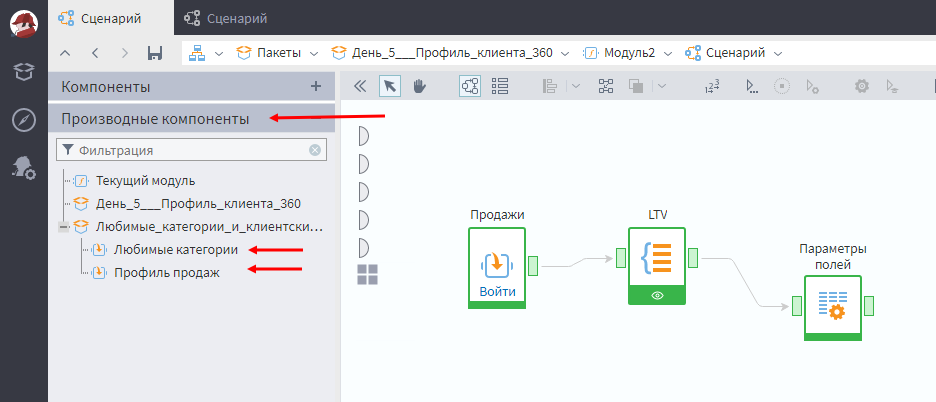 Сценарий
Сценарий
Пакеты
День_5___Профиль_клиента_360
Модуль2
Сценарий
Компоненты
Производные компоненты
Фильтрация
Текущий модуль
День_5___Профиль_клиента_360
Любимые_категории_и_клиентски...
Любимые категории
Профиль продаж
Продажи
Войти
LTV
Параметры
полей